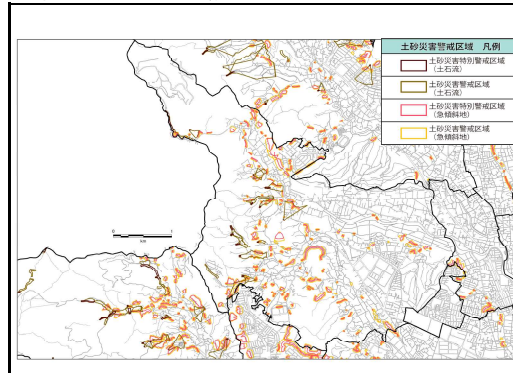 土砂災害警戒区域　凡例
土砂災害特別警戒区域
（土石流）
土砂災害警戒区域
（土石流）
土砂災害特別警戒区域
（急傾斜地）
土砂災害警戒区域
（急傾斜地）
0 1
km